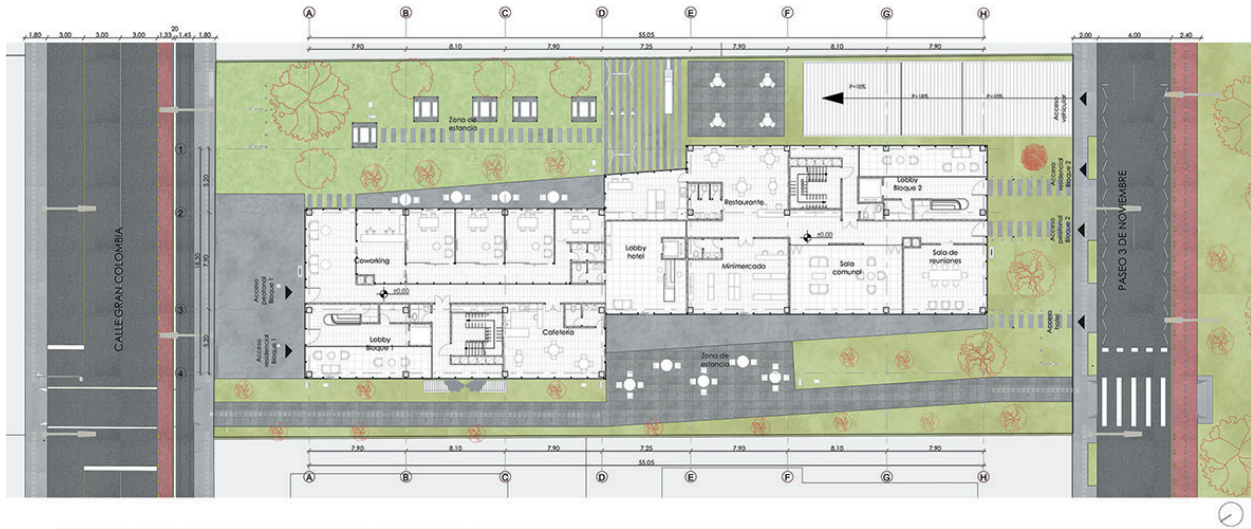 A B C D E F G H
55.05
7.90 8.10 7.90 7.25 7.90 8.10 7.90
1.80 3.00 3.00 3.00 1.35 20 1.45 1.80
2.00 6.00 2.40
P=10% P=18% P=10%
Acceso
vehicular
Zona de
estancia
1
5.20
2
7.90
18.30
3
5.20
4
Acceso
residencial
Bloque 2
Lobby
Bloque 2
Restaurante
Acceso
peatonal
Bloque 2
±0.00
PASEO 3 DE NOVIEMBRE
CALLE GRAN COLOMBIA
Coworking
Lobby
hotel
Minimercado
Sala
comunal
Sala de
reuniones
Acceso
peatonal
Bloque 1
±0.00
Acceso
hotel
Acceso
residencial
Bloque 1
Lobby
Bloque 1
Cafetería
Zona de
estancia
7.90 8.10 7.90 7.25 7.90 8.10 7.90
55.05
A B C D E F G H